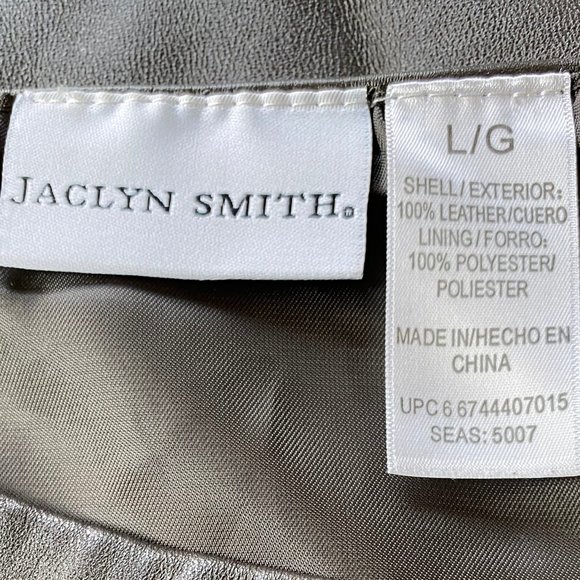 JACLYN SMITH®
L/G
SHELL/EXTERIOR:
100% LEATHER/CUERO
LINING/FORRO:
100% POLYESTER/
POLIESTER
MADE IN/HECHO EN
CHINA
UPC 6 6744407015
SEAS: 5007